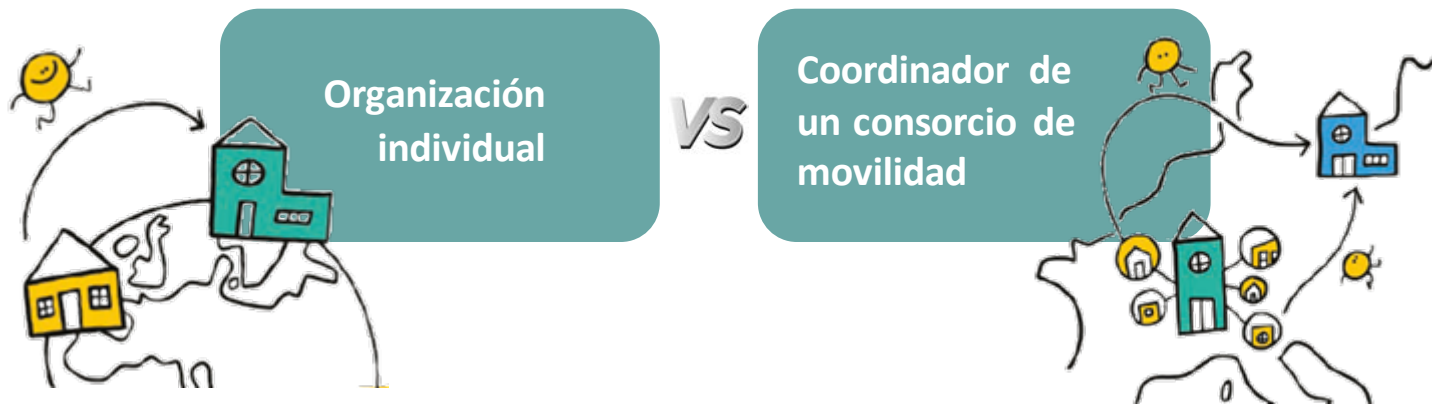 Organización
individual
VS
Coordinador de
un consorcio de
movilidad